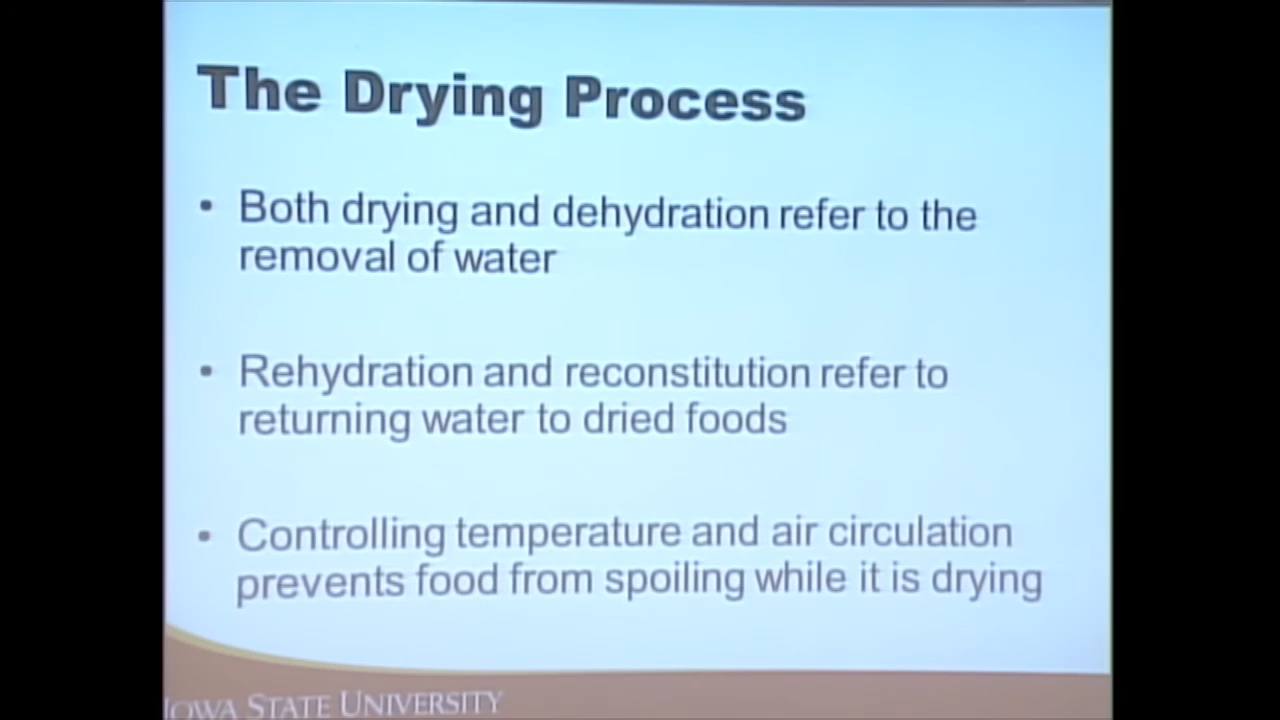 The Drying Process
• Both drying and dehydration refer to the
removal of water
• Rehydration and reconstitution refer to
returning water to dried foods
• Controlling temperature and air circulation
prevents food from spoiling while it is drying
IOWA STATE UNIVERSITY